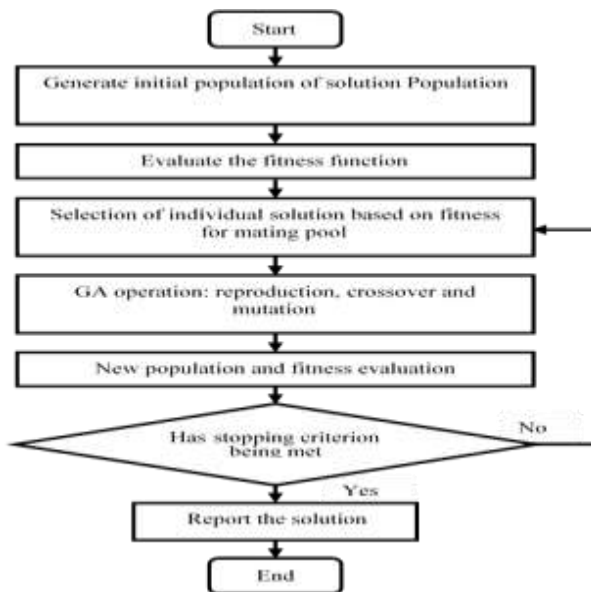 Start
Generate initial population of solution Population
Evaluate the fitness function
Selection of individual solution based on fitness
for mating pool
GA operation: reproduction, crossover and
mutation
New population and fitness evaluation
Has stopping criterion
being met
No
Yes
Report the solution
End